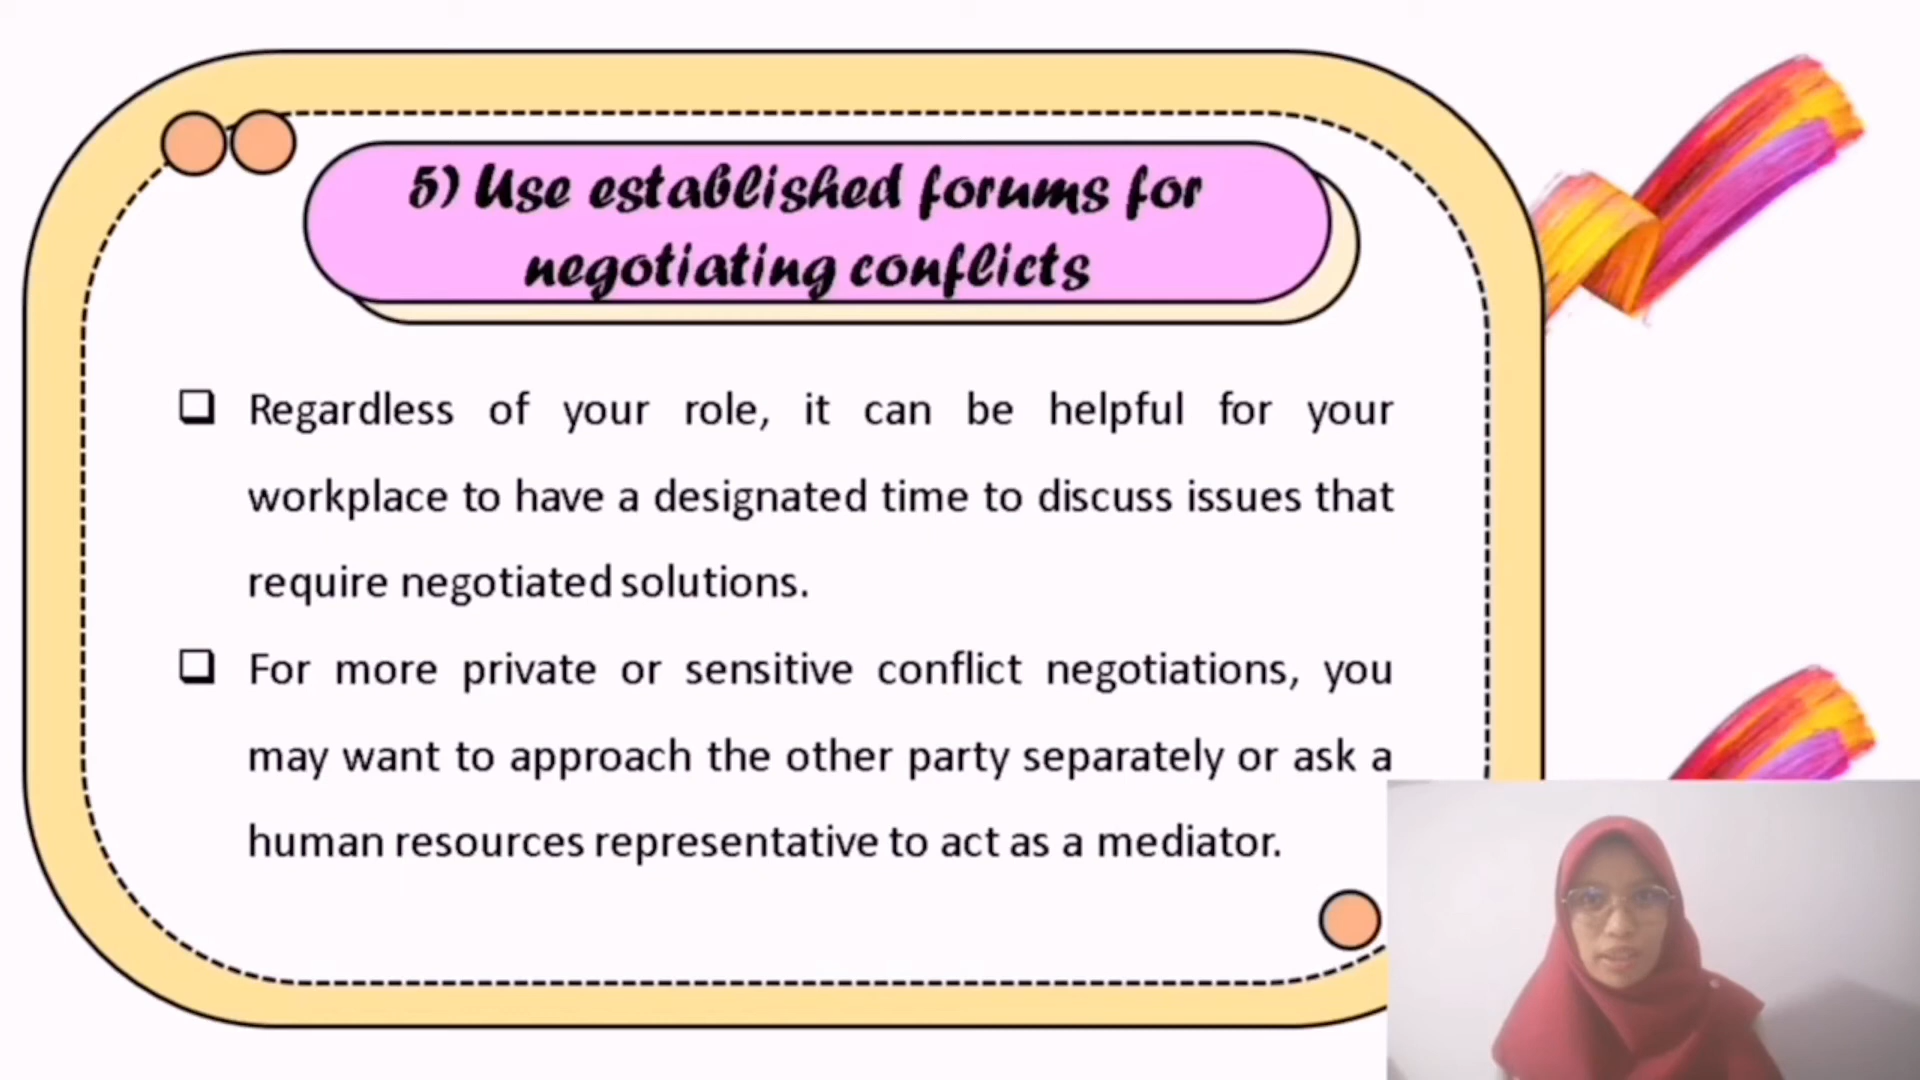 5) Use established forums for
negotiating conflicts
Regardless of your role, it can be helpful for your
workplace to have a designated time to discuss issues that
require negotiated solutions.
For more private or sensitive conflict negotiations, you
may want to approach the other party separately or ask a
human resources representative to act as a mediator.